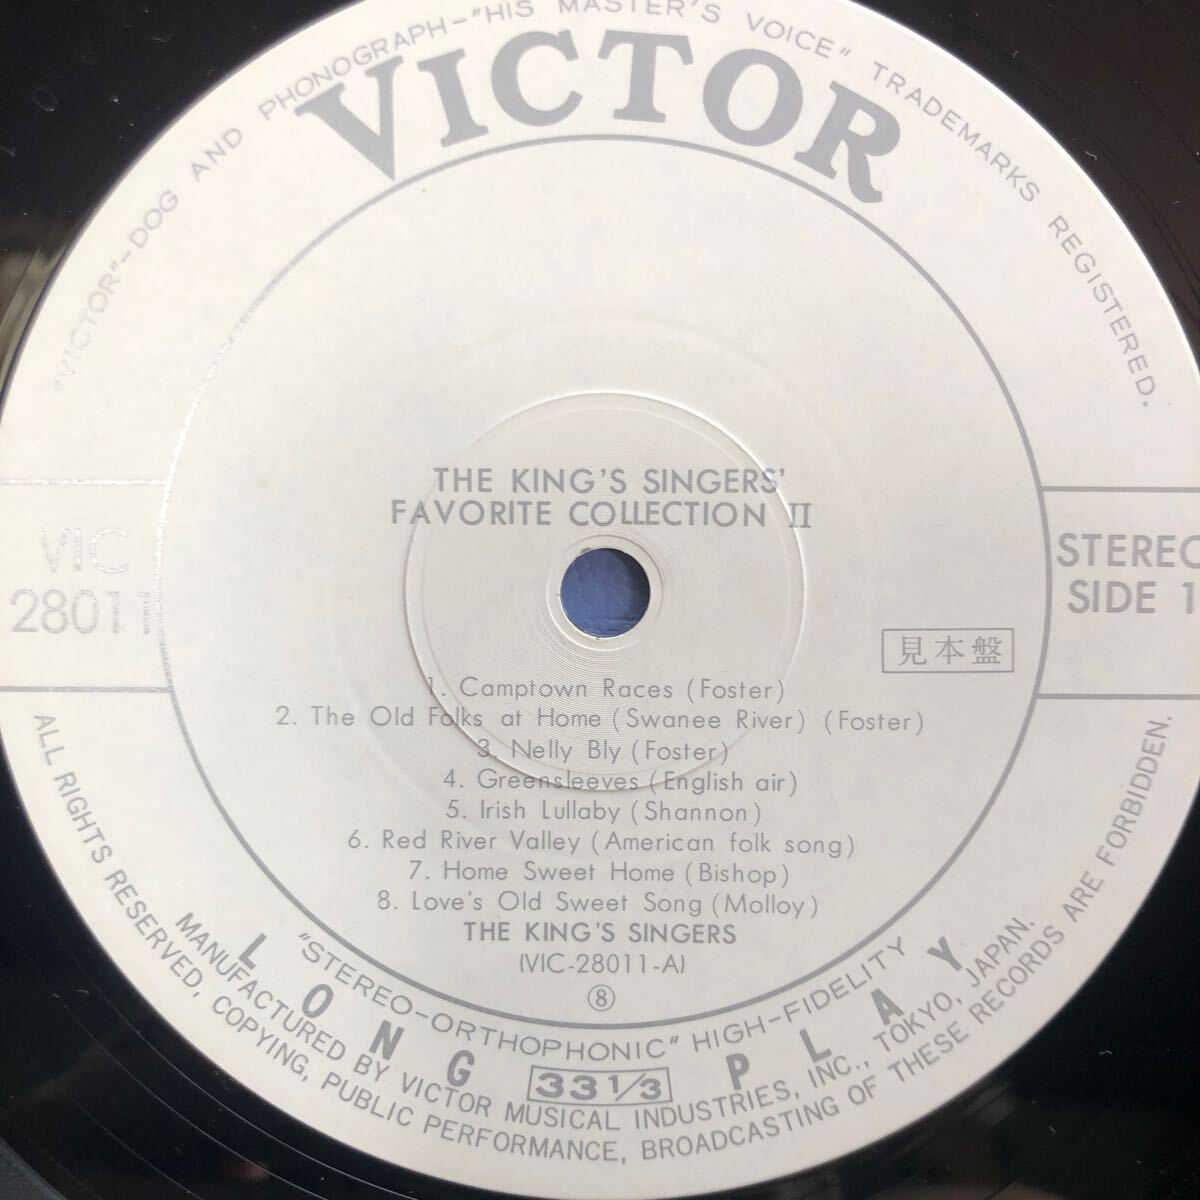 "VICTOR"-DOG AND PHONOGRAPH-"HIS MASTER'S VOICE" TRADEMARKS REGISTERED.
VICTOR
THE KING'S SINGERS'
FAVORITE COLLECTION II
VIC
28011
STEREO
SIDE 1
見本盤
1. Camptown Races (Foster)
2. The Old Folks at Home (Swanee River) (Foster)
3. Nelly Bly (Foster)
4. Greensleeves (English air)
5. Irish Lullaby (Shannon)
6. Red River Valley (American folk song)
7. Home Sweet Home (Bishop)
8. Love's Old Sweet Song (Molloy)
THE KING'S SINGERS
(VIC-28011-A)
⑧
"STEREO-ORTHOPHONIC" HIGH-FIDELITY
LONG 33 1/3 PLAY
MANUFACTURED BY VICTOR MUSICAL INDUSTRIES, INC., TOKYO, JAPAN.
ALL RIGHTS RESERVED, COPYING, PUBLIC PERFORMANCE, BROADCASTING OF THESE RECORDS ARE FORBIDDEN.